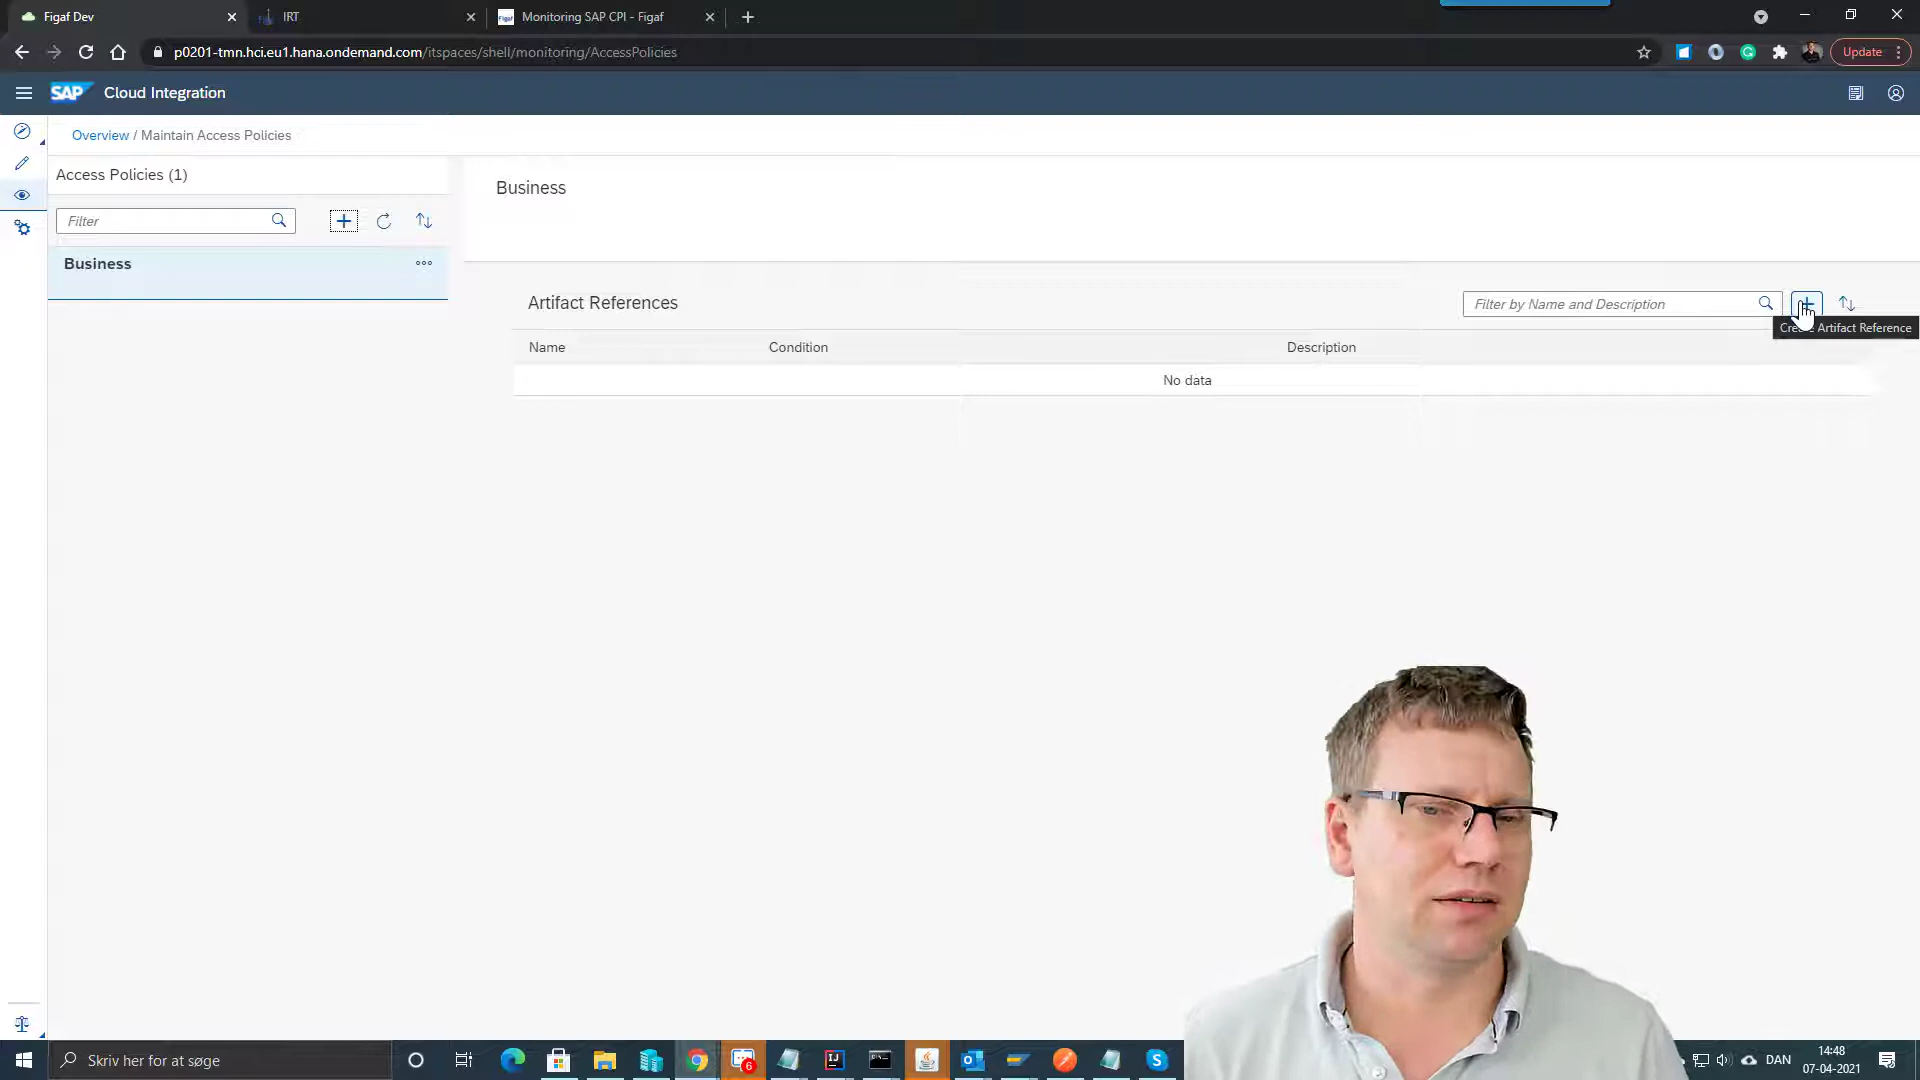 Figaf Dev
IRT
Monitoring SAP CPI - Figaf
p0201-tmn.hci.eu1.hana.ondemand.com/itspaces/shell/monitoring/AccessPolicies
Update
SAP Cloud Integration
Overview / Maintain Access Policies
Access Policies (1)
Filter
Business
Business
Artifact References
Filter by Name and Description
Artifact Reference
Name Condition Description
No data
Skriv her for at søge
6
DAN
14:48
07-04-2021